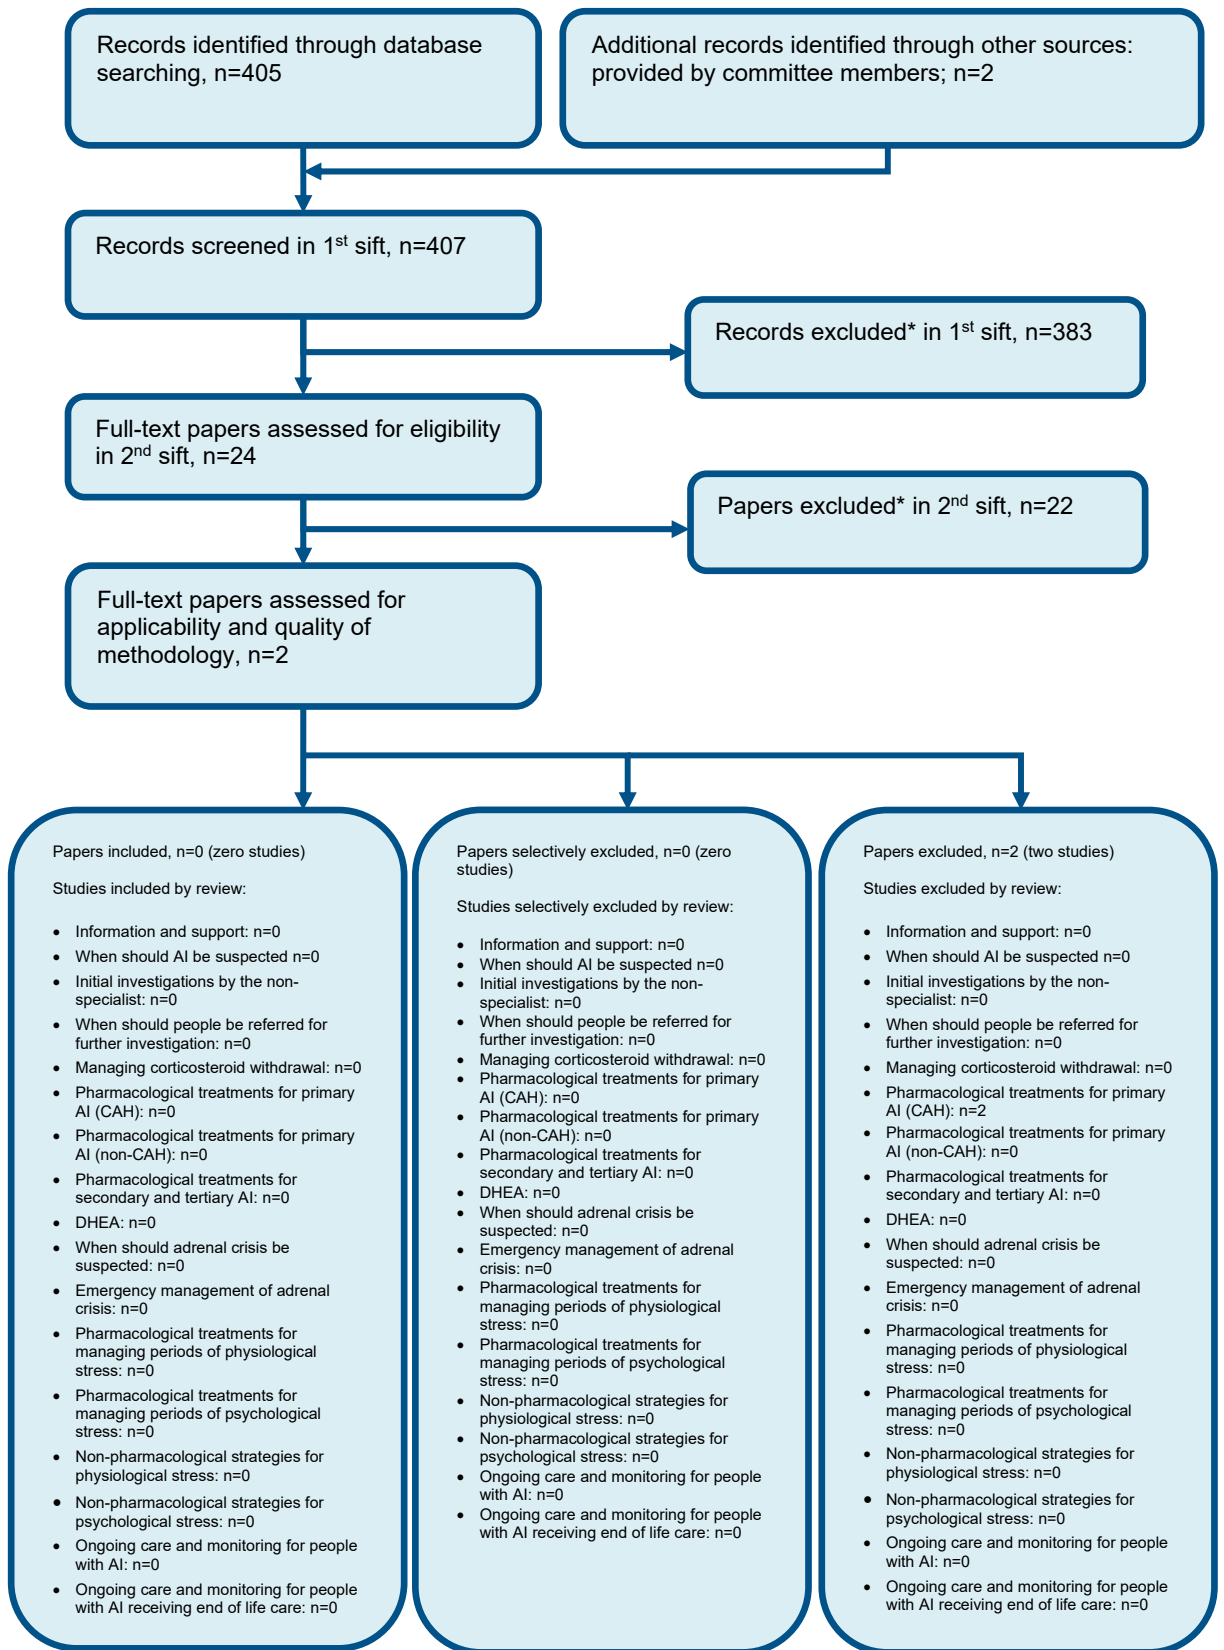 Records identified through database
searching, n=405
Additional records identified through other sources:
provided by committee members; n=2
Records screened in 1st sift, n=407
Records excluded* in 1st sift, n=383
Full-text papers assessed for eligibility
in 2nd sift, n=24
Papers excluded* in 2nd sift, n=22
Full-text papers assessed for
applicability and quality of
methodology, n=2
Papers included, n=0 (zero studies)
Studies included by review:
• Information and support: n=0
• When should AI be suspected n=0
• Initial investigations by the non-
specialist: n=0
• When should people be referred for
further investigation: n=0
• Managing corticosteroid withdrawal: n=0
• Pharmacological treatments for primary
AI (CAH): n=0
• Pharmacological treatments for primary
AI (non-CAH): n=0
• Pharmacological treatments for
secondary and tertiary AI: n=0
• DHEA: n=0
• When should adrenal crisis be
suspected: n=0
• Emergency management of adrenal
crisis: n=0
• Pharmacological treatments for
managing periods of physiological
stress: n=0
• Pharmacological treatments for
managing periods of psychological
stress: n=0
• Non-pharmacological strategies for
physiological stress: n=0
• Non-pharmacological strategies for
psychological stress: n=0
• Ongoing care and monitoring for people
with AI: n=0
• Ongoing care and monitoring for people
with AI receiving end of life care: n=0
Papers selectively excluded, n=0 (zero
studies)
Studies selectively excluded by review:
• Information and support: n=0
• When should AI be suspected n=0
• Initial investigations by the non-
specialist: n=0
• When should people be referred for
further investigation: n=0
• Managing corticosteroid withdrawal: n=0
• Pharmacological treatments for primary
AI (CAH): n=0
• Pharmacological treatments for primary
AI (non-CAH): n=0
• Pharmacological treatments for
secondary and tertiary AI: n=0
• DHEA: n=0
• When should adrenal crisis be
suspected: n=0
• Emergency management of adrenal
crisis: n=0
• Pharmacological treatments for
managing periods of physiological
stress: n=0
• Pharmacological treatments for
managing periods of psychological
stress: n=0
• Non-pharmacological strategies for
physiological stress: n=0
• Non-pharmacological strategies for
psychological stress: n=0
• Ongoing care and monitoring for people
with AI: n=0
• Ongoing care and monitoring for people
with AI receiving end of life care: n=0
Papers excluded, n=2 (two studies)
Studies excluded by review:
• Information and support: n=0
• When should AI be suspected n=0
• Initial investigations by the non-
specialist: n=0
• When should people be referred for
further investigation: n=0
• Managing corticosteroid withdrawal: n=0
• Pharmacological treatments for primary
AI (CAH): n=2
• Pharmacological treatments for primary
AI (non-CAH): n=0
• Pharmacological treatments for
secondary and tertiary AI: n=0
• DHEA: n=0
• When should adrenal crisis be
suspected: n=0
• Emergency management of adrenal
crisis: n=0
• Pharmacological treatments for
managing periods of physiological
stress: n=0
• Pharmacological treatments for
managing periods of psychological
stress: n=0
• Non-pharmacological strategies for
physiological stress: n=0
• Non-pharmacological strategies for
psychological stress: n=0
• Ongoing care and monitoring for people
with AI: n=0
• Ongoing care and monitoring for people
with AI receiving end of life care: n=0